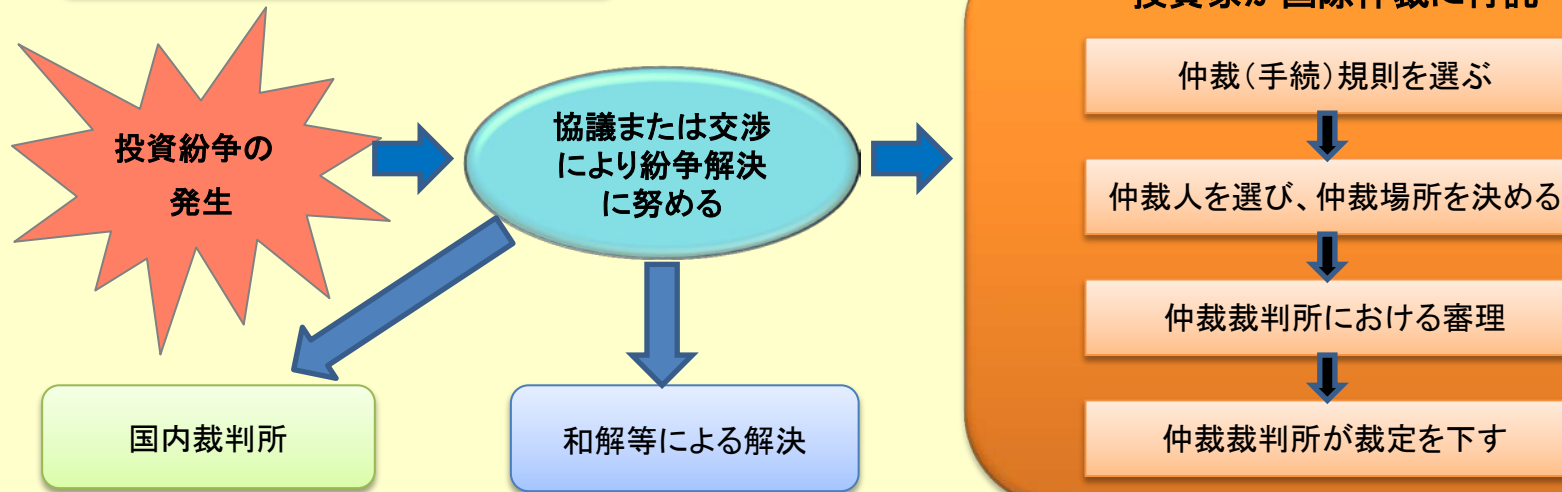 投資紛争の
発生
協議または交渉
により紛争解決
に努める
国内裁判所
和解等による解決
仲裁(手続)規則を選ぶ
仲裁人を選び、仲裁場所を決める
仲裁裁判所における審理
仲裁裁判所が裁定を下す